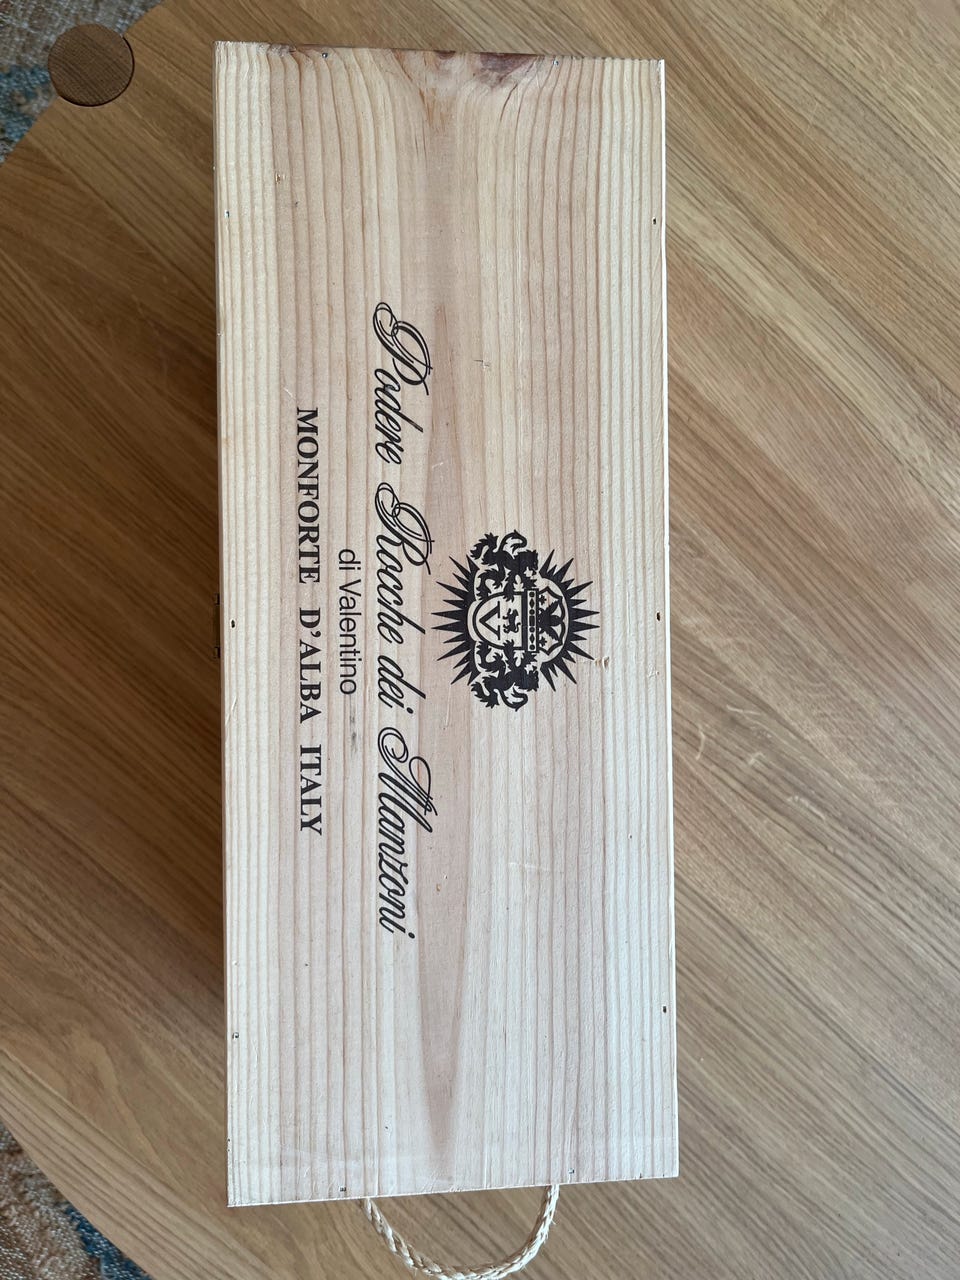 Podere Rocche dei Manzoni
di Valentino
MONFORTE D'ALBA ITALY